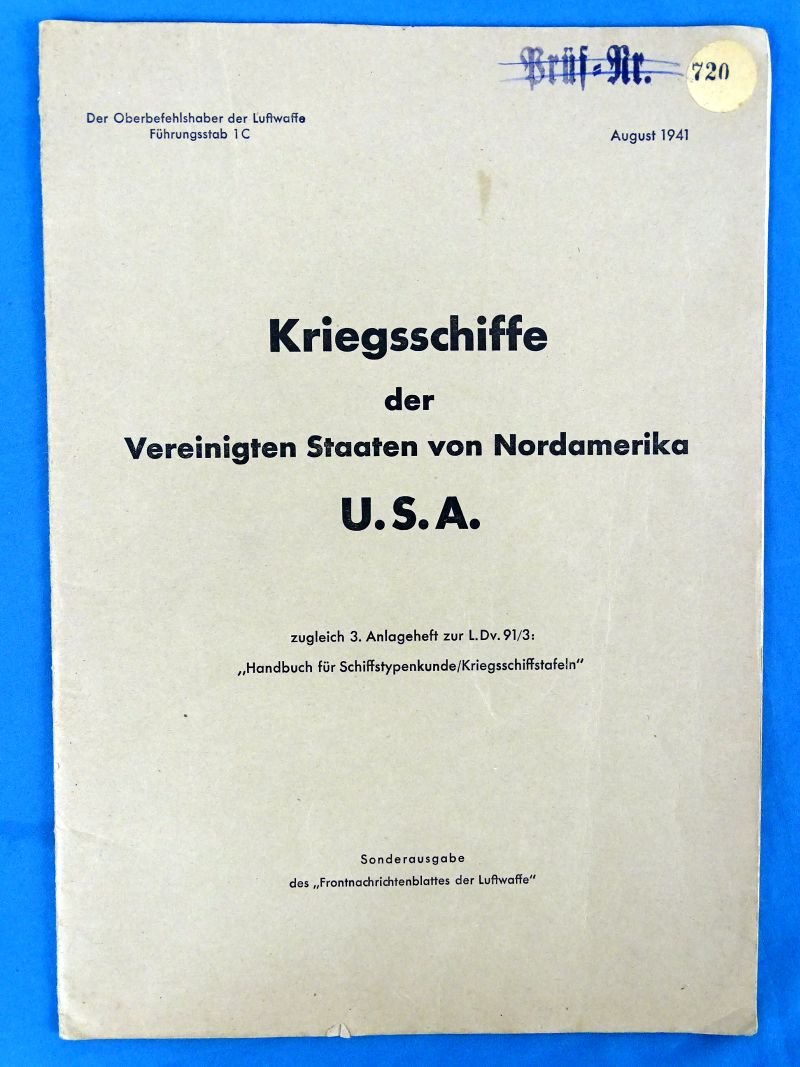 Prüf-Nr. 720
Der Oberbefehlshaber der Luftwaffe
Führungsstab 1C
August 1941
Kriegsschiffe
der
Vereinigten Staaten von Nordamerika
U.S.A.
zugleich 3. Anlageheft zur L.Dv. 91/3:
„Handbuch für Schiffstypenkunde/Kriegsschiffstafeln"
Sonderausgabe
des „Frontnachrichtenblattes der Luftwaffe"